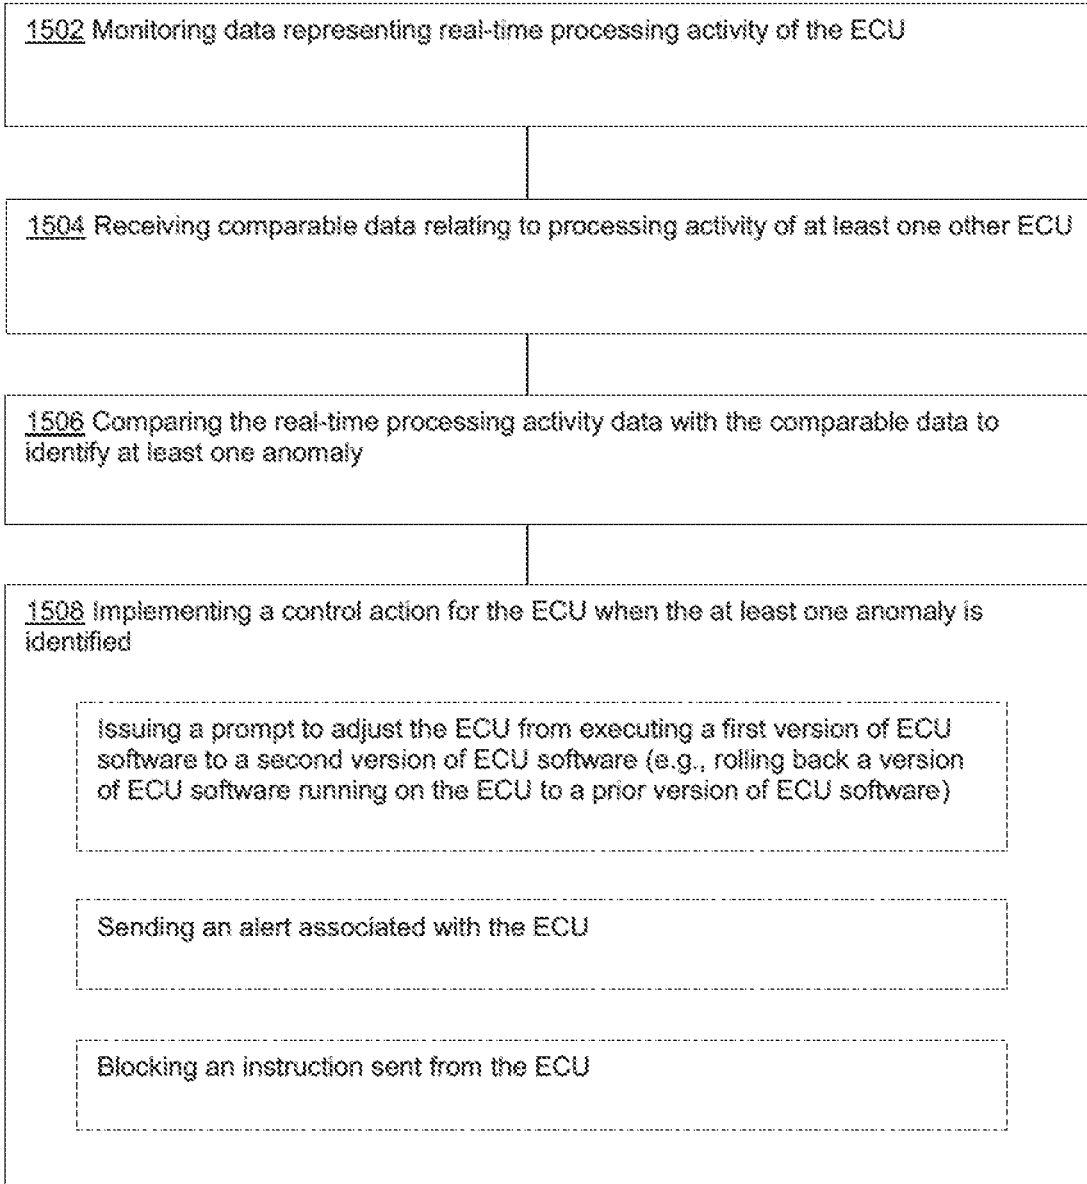 1502 Monitoring data representing real-time processing activity of the ECU
1504 Receiving comparable data relating to processing activity of at least one other ECU
1506 Comparing the real-time processing activity data with the comparable data to
identify at least one anomaly
1508 Implementing a control action for the ECU when the at least one anomaly is
identified
Issuing a prompt to adjust the ECU from executing a first version of ECU
software to a second version of ECU software (e.g., rolling back a version
of ECU software running on the ECU to a prior version of ECU software)
Sending an alert associated with the ECU
Blocking an instruction sent from the ECU